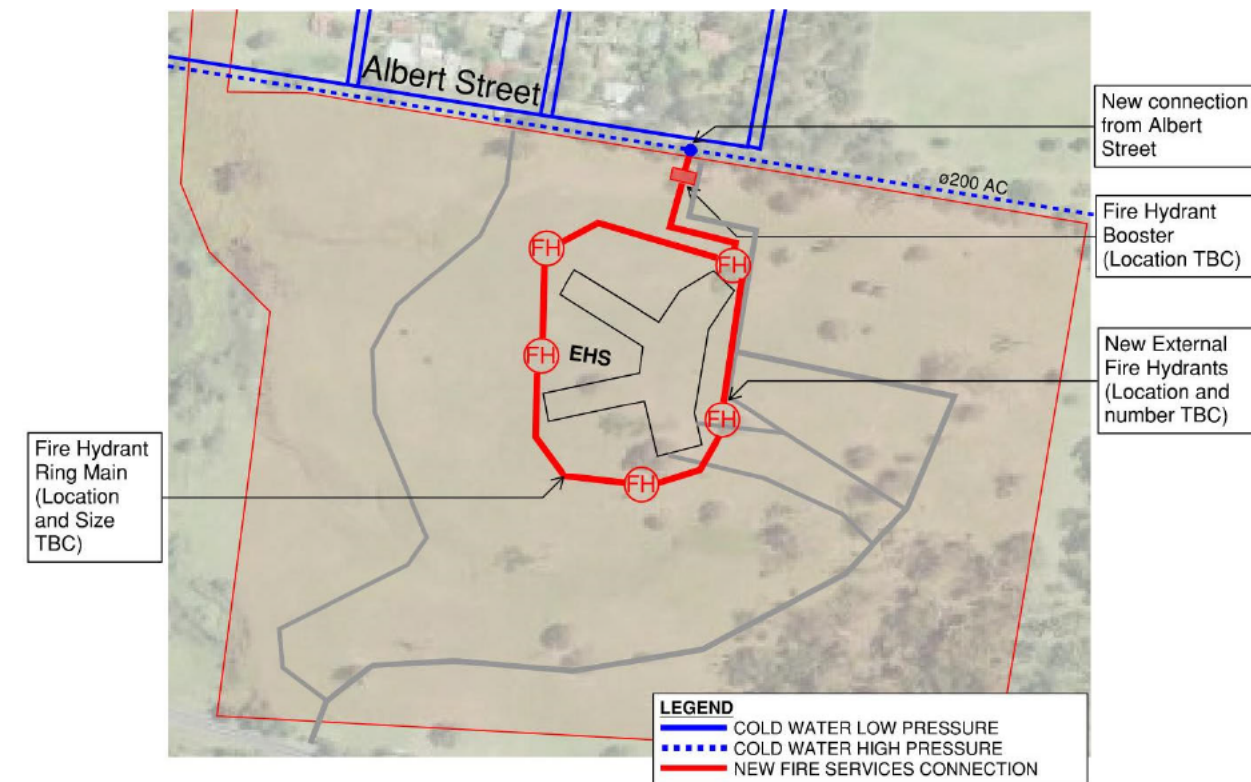 Albert Street
New connection
from Albert
Street
ø200 AC
Fire Hydrant
Booster
(Location TBC)
FH
FH
FH
EHS
New External
Fire Hydrants
(Location and
number TBC)
FH
Fire Hydrant
Ring Main
(Location
and Size
TBC)
FH
LEGEND
COLD WATER LOW PRESSURE
COLD WATER HIGH PRESSURE
NEW FIRE SERVICES CONNECTION